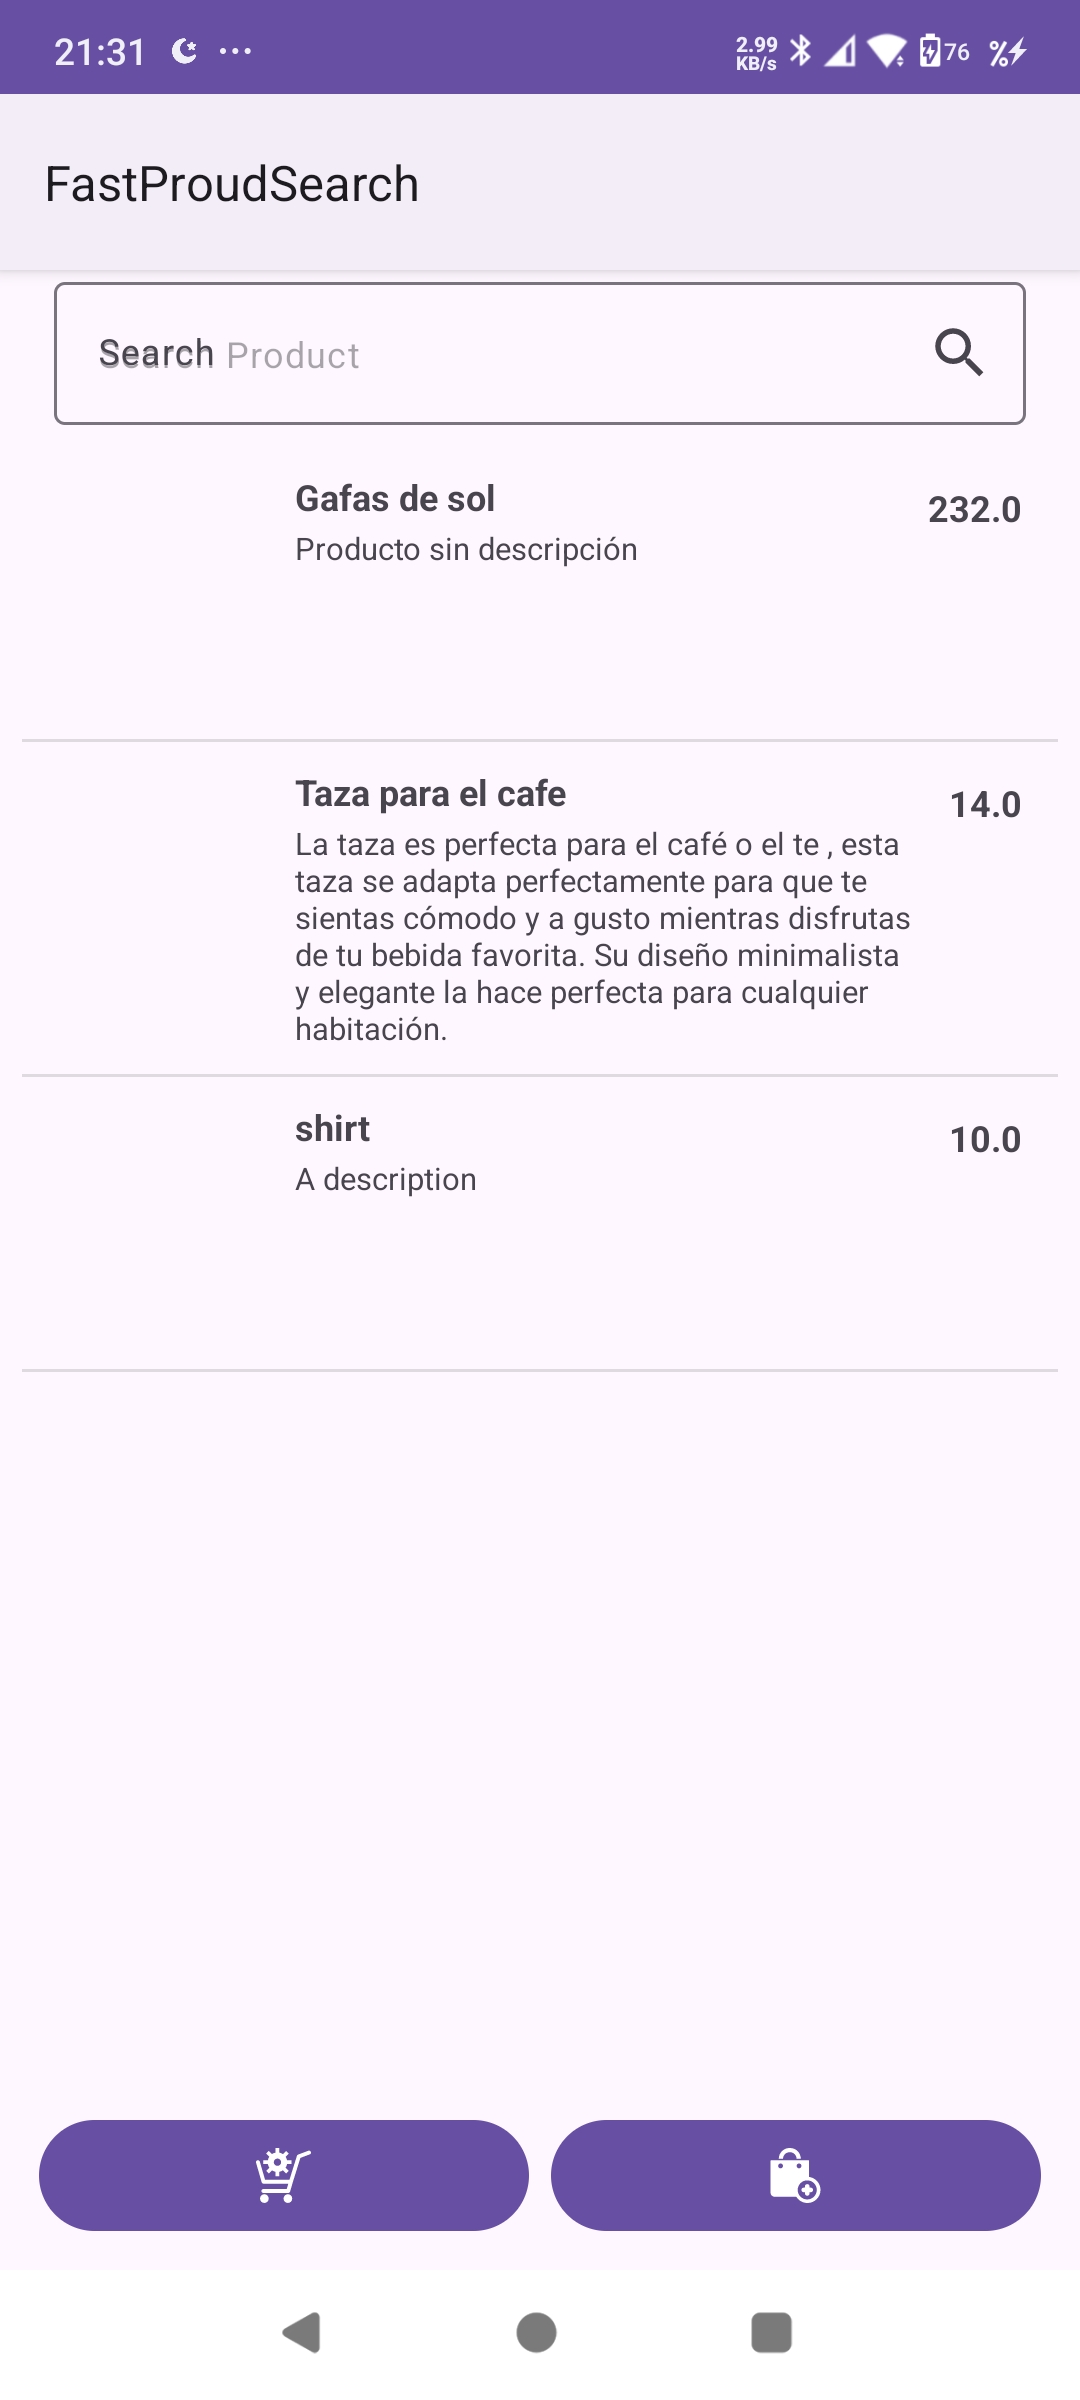 21:31
2.99
KB/s
76
FastProudSearch
Search
Search Product
Gafas de sol
232.0
Producto sin descripción
Taza para el cafe
14.0
La taza es perfecta para el café o el te , esta
taza se adapta perfectamente para que te
sientas cómodo y a gusto mientras disfrutas
de tu bebida favorita. Su diseño minimalista
y elegante la hace perfecta para cualquier
habitación.
shirt
10.0
A description